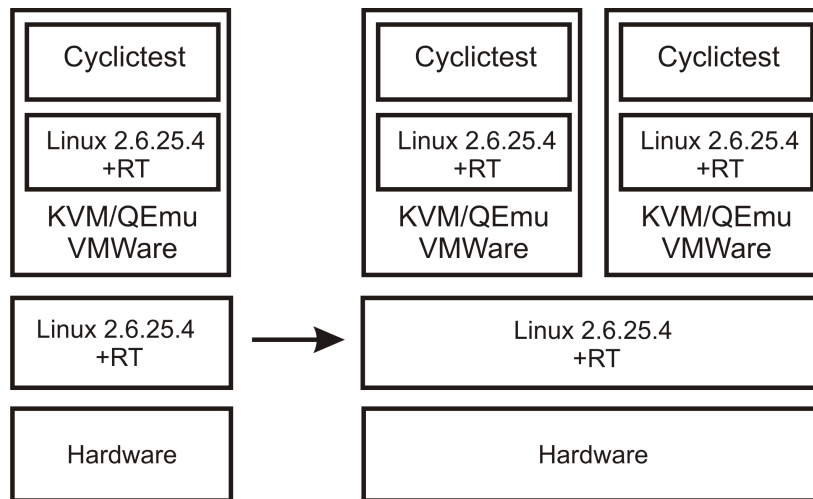 Cyclictest
Linux 2.6.25.4
+RT
KVM/QEmu
VMWare
Linux 2.6.25.4
+RT
Hardware
Cyclictest
Linux 2.6.25.4
+RT
KVM/QEmu
VMWare
Cyclictest
Linux 2.6.25.4
+RT
KVM/QEmu
VMWare
Linux 2.6.25.4
+RT
Hardware